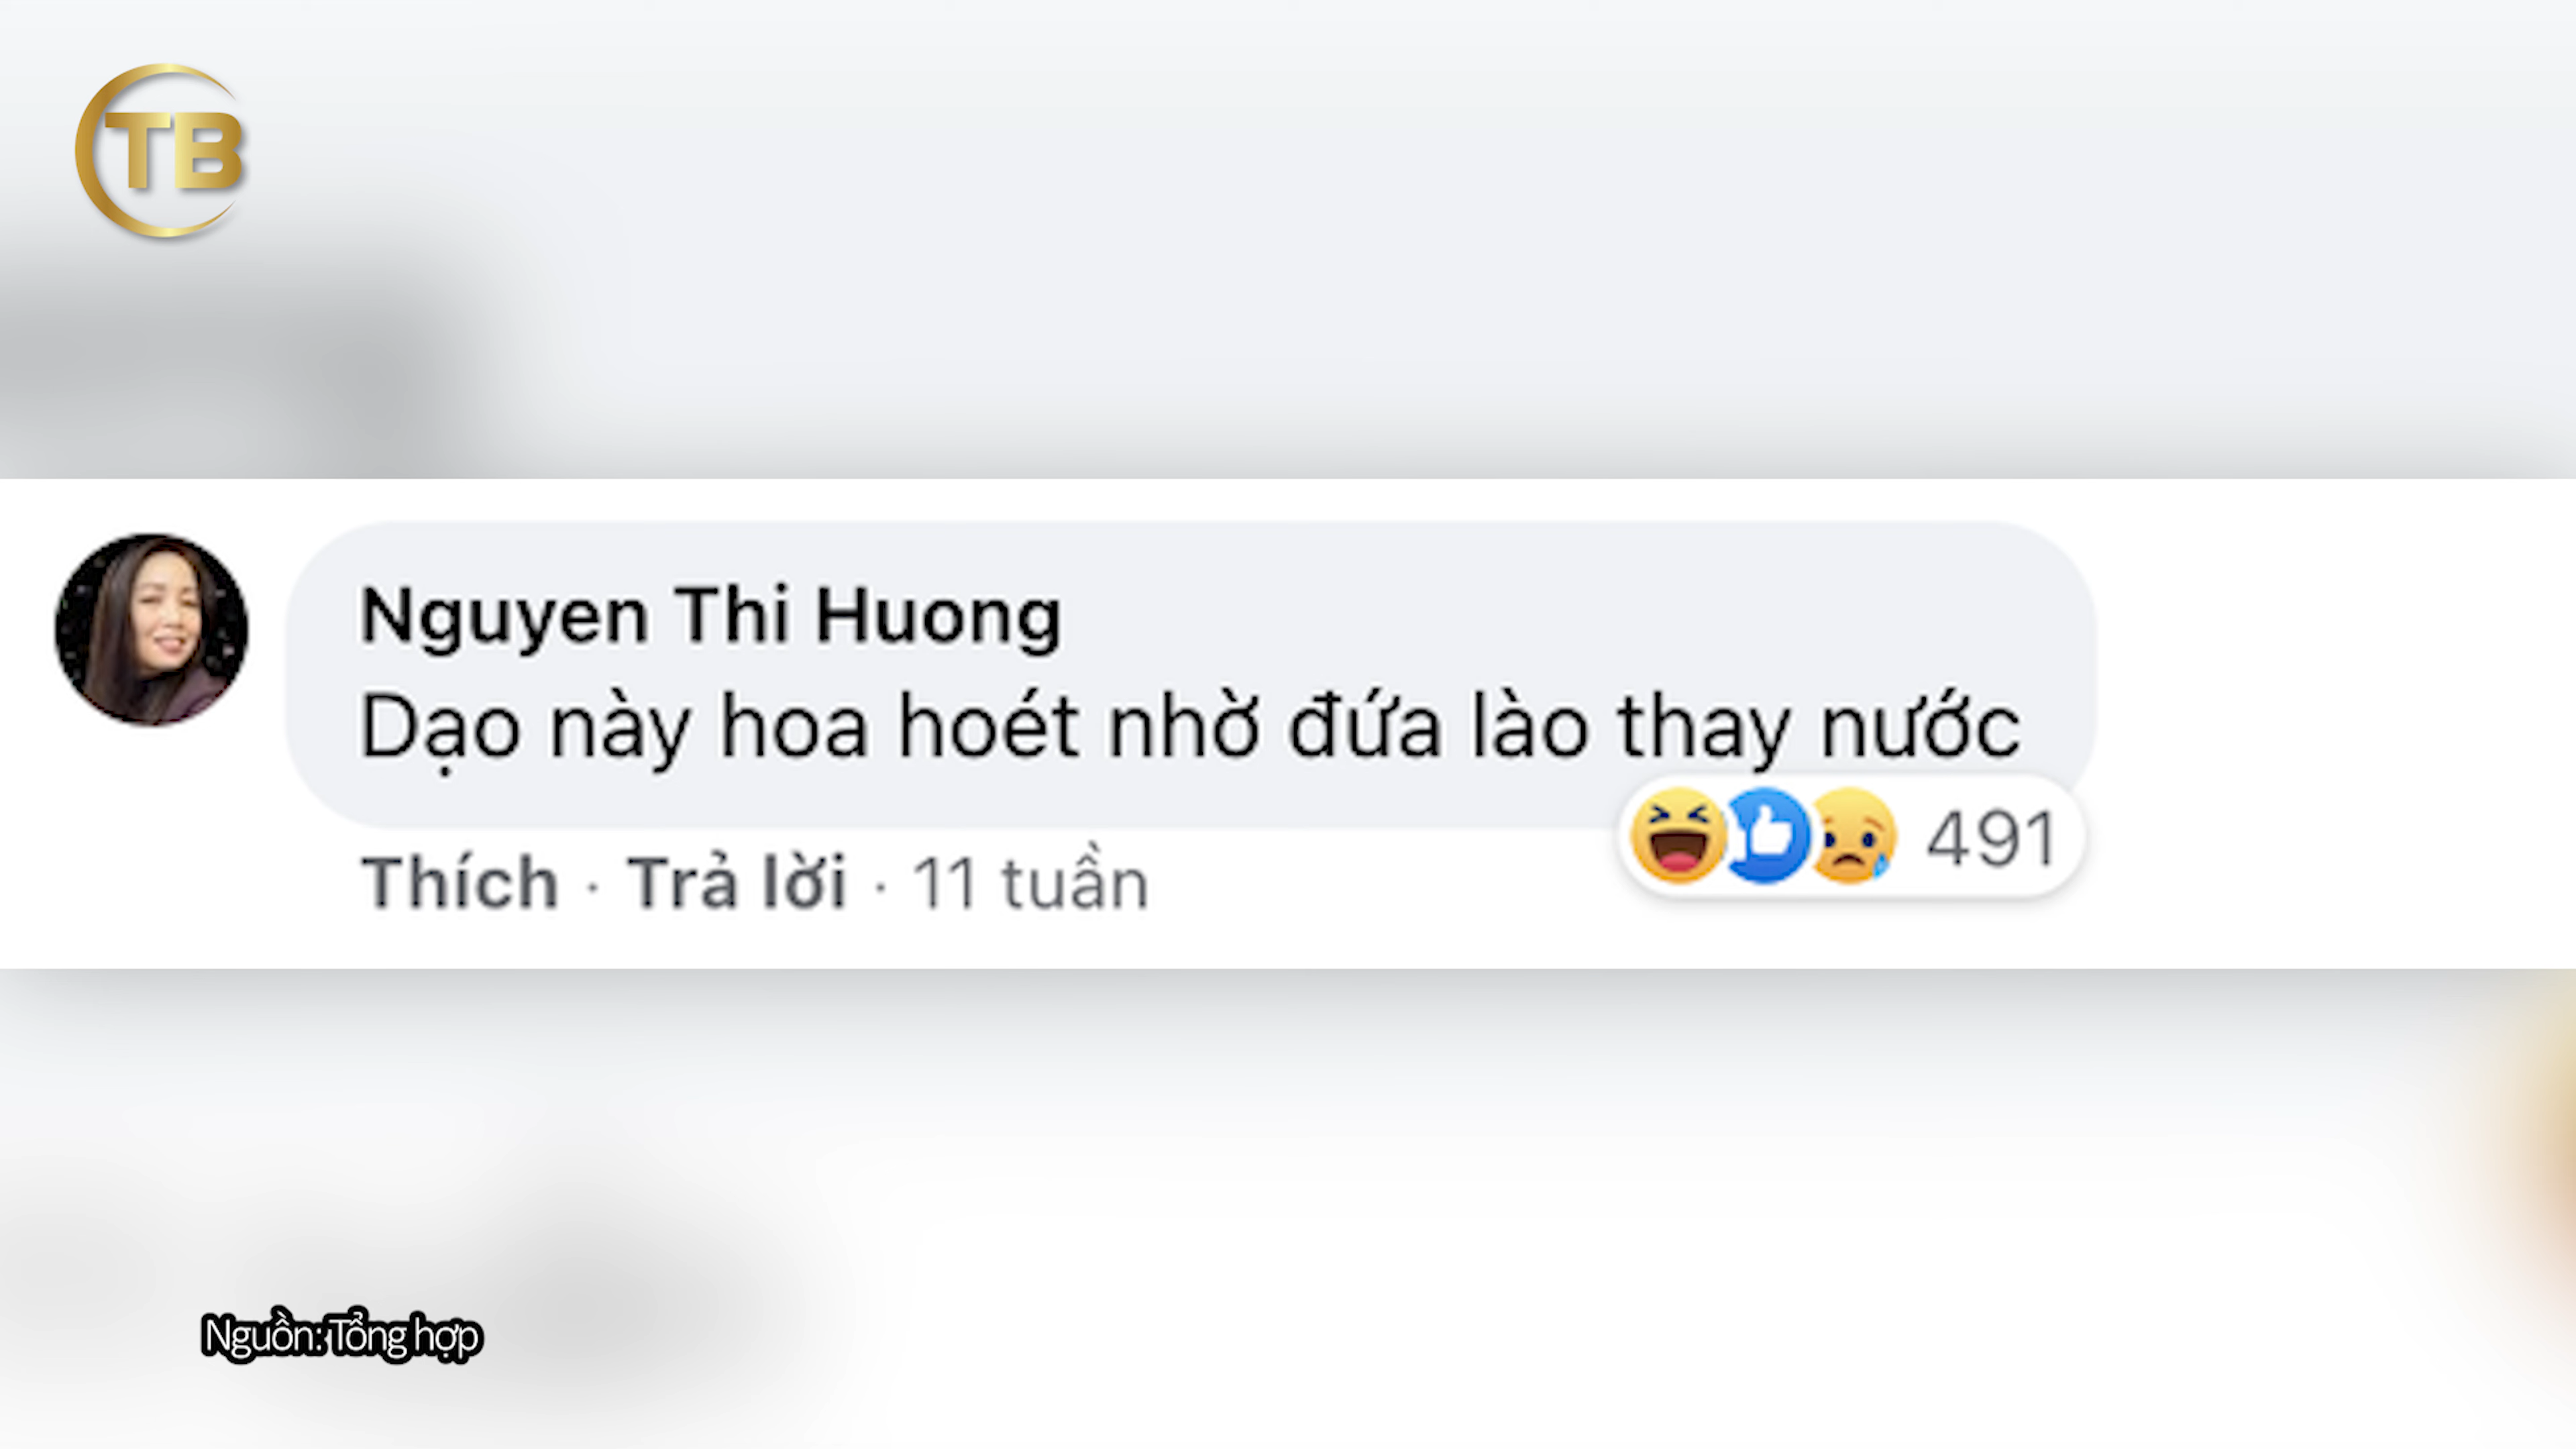 TB
Nguyen Thi Huong
Dạo này hoa hoét nhờ đứa lào thay nước
491
Thích · Trả lời · 11 tuần
Nguồn: Tổng hợp